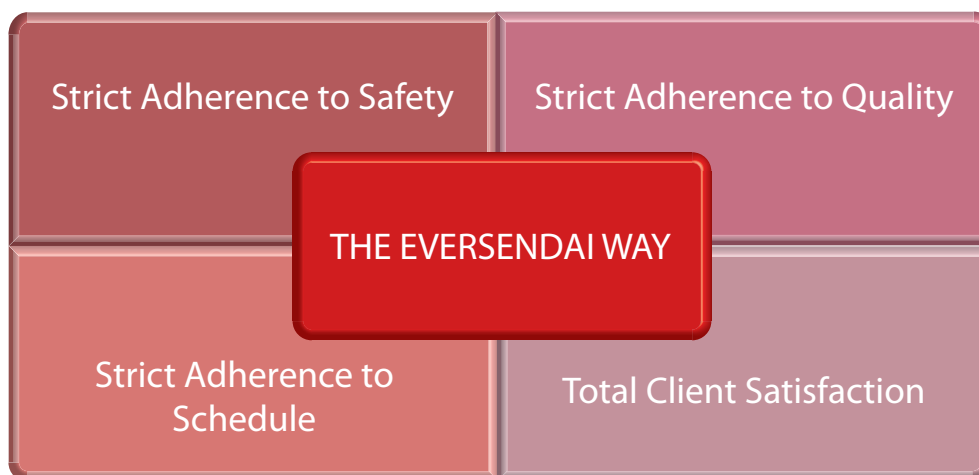 Strict Adherence to Safety
Strict Adherence to Quality
THE EVERSENDAI WAY
Strict Adherence to
Schedule
Total Client Satisfaction